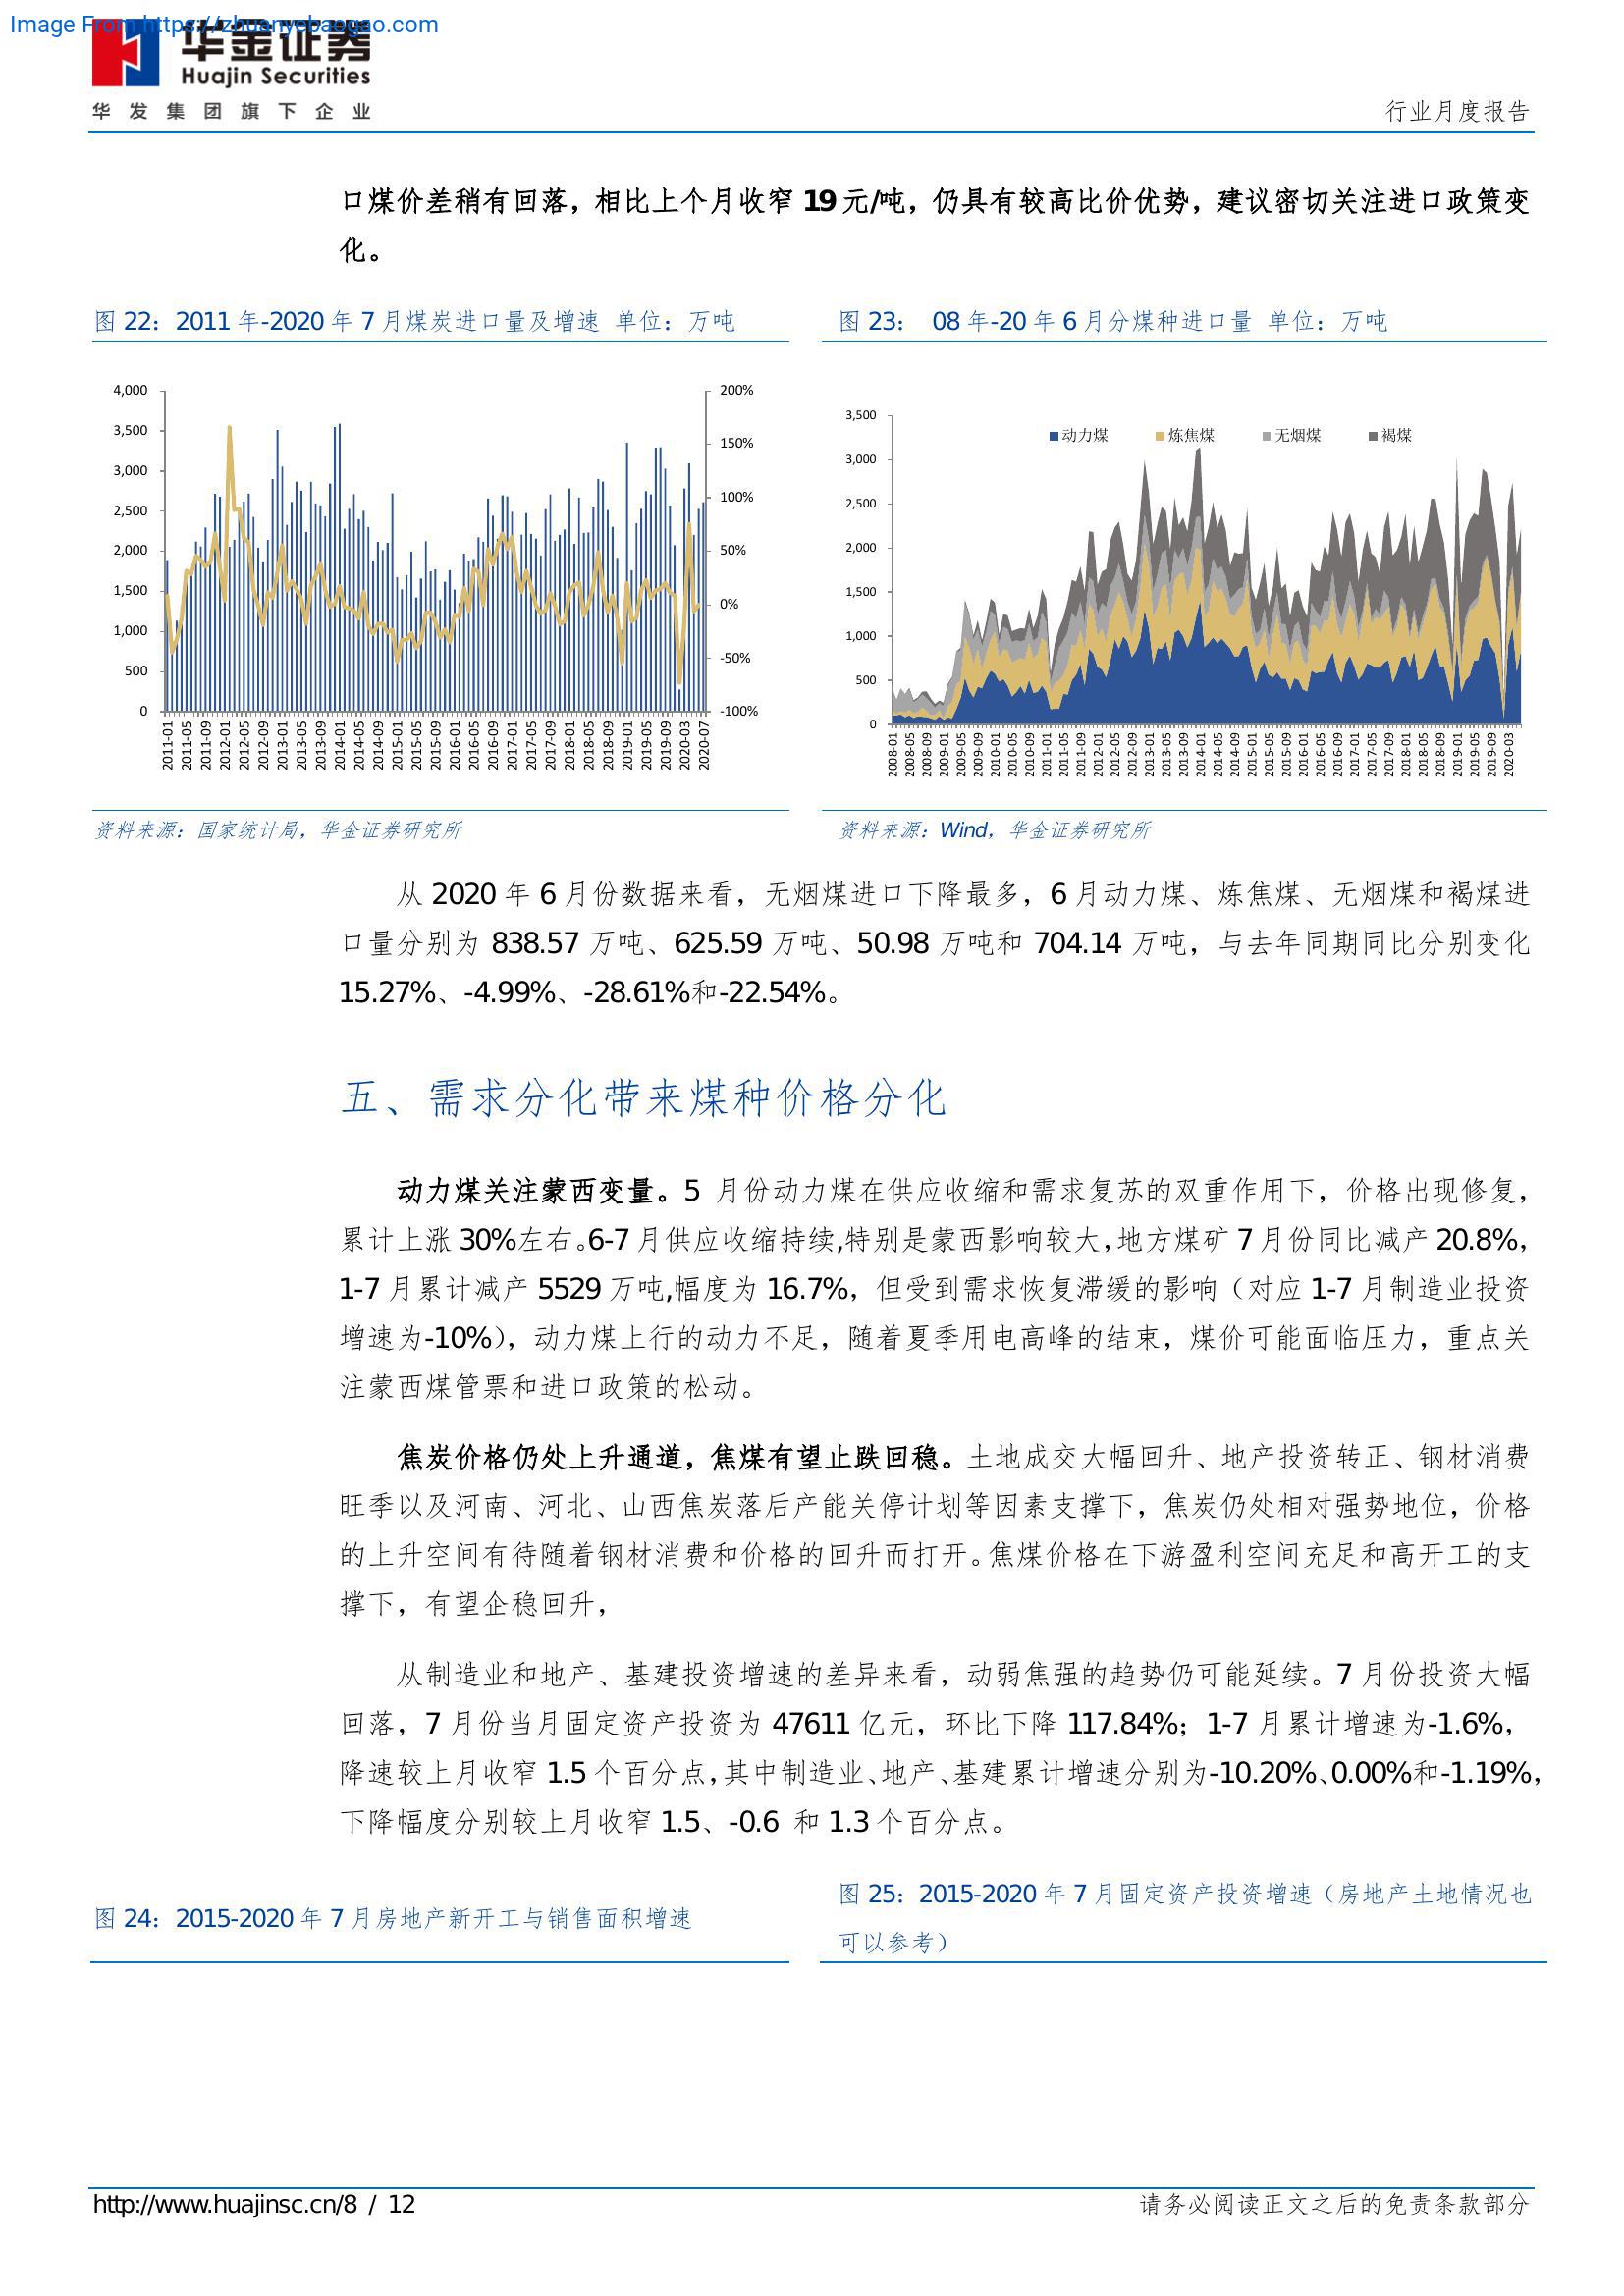 Image From https://zhuanyebaogao.com
华金证券
Huajin Securities
华发集团旗下企业
行业月度报告
口煤价差稍有回落，相比上个月收窄 19 元/吨，仍具有较高比价优势，建议密切关注进口政策变
化。
图 22：2011 年-2020 年 7 月煤炭进口量及增速 单位：万吨
图 23： 08 年-20 年 6 月分煤种进口量 单位：万吨
4,000
3,500
3,000
2,500
2,000
1,500
1,000
500
0
200%
150%
100%
50%
0%
-50%
-100%
2011-01
2011-05
2011-09
2012-01
2012-05
2012-09
2013-01
2013-05
2013-09
2014-01
2014-05
2014-09
2015-01
2015-05
2015-09
2016-01
2016-05
2016-09
2017-01
2017-05
2017-09
2018-01
2018-05
2018-09
2019-01
2019-05
2019-09
2020-03
2020-07
3,500
3,000
2,500
2,000
1,500
1,000
500
0
动力煤 炼焦煤 无烟煤 褐煤
2008-01
2008-05
2008-09
2009-01
2009-05
2009-09
2010-01
2010-05
2010-09
2011-01
2011-05
2011-09
2012-01
2012-05
2012-09
2013-01
2013-05
2013-09
2014-01
2014-05
2014-09
2015-01
2015-05
2015-09
2016-01
2016-05
2016-09
2017-01
2017-05
2017-09
2018-01
2018-05
2018-09
2019-01
2019-05
2019-09
2020-03
资料来源：国家统计局，华金证券研究所
资料来源：Wind，华金证券研究所
从 2020 年 6 月份数据来看，无烟煤进口下降最多，6 月动力煤、炼焦煤、无烟煤和褐煤进
口量分别为 838.57 万吨、625.59 万吨、50.98 万吨和 704.14 万吨，与去年同期同比分别变化
15.27%、-4.99%、-28.61%和-22.54%。
五、需求分化带来煤种价格分化
动力煤关注蒙西变量。5 月份动力煤在供应收缩和需求复苏的双重作用下，价格出现修复，
累计上涨 30%左右。6-7 月供应收缩持续,特别是蒙西影响较大,地方煤矿 7 月份同比减产 20.8%，
1-7 月累计减产 5529 万吨,幅度为 16.7%，但受到需求恢复滞缓的影响（对应 1-7 月制造业投资
增速为-10%），动力煤上行的动力不足，随着夏季用电高峰的结束，煤价可能面临压力，重点关
注蒙西煤管票和进口政策的松动。
焦炭价格仍处上升通道，焦煤有望止跌回稳。土地成交大幅回升、地产投资转正、钢材消费
旺季以及河南、河北、山西焦炭落后产能关停计划等因素支撑下，焦炭仍处相对强势地位，价格
的上升空间有待随着钢材消费和价格的回升而打开。焦煤价格在下游盈利空间充足和高开工的支
撑下，有望企稳回升，
从制造业和地产、基建投资增速的差异来看，动弱焦强的趋势仍可能延续。7 月份投资大幅
回落，7 月份当月固定资产投资为 47611 亿元，环比下降 117.84%；1-7 月累计增速为-1.6%，
降速较上月收窄 1.5 个百分点，其中制造业、地产、基建累计增速分别为-10.20%、0.00%和-1.19%，
下降幅度分别较上月收窄 1.5、-0.6 和 1.3 个百分点。
图 24：2015-2020 年 7 月房地产新开工与销售面积增速
图 25：2015-2020 年 7 月固定资产投资增速（房地产土地情况也
可以参考）
http://www.huajinsc.cn/8 / 12
请务必阅读正文之后的免责条款部分